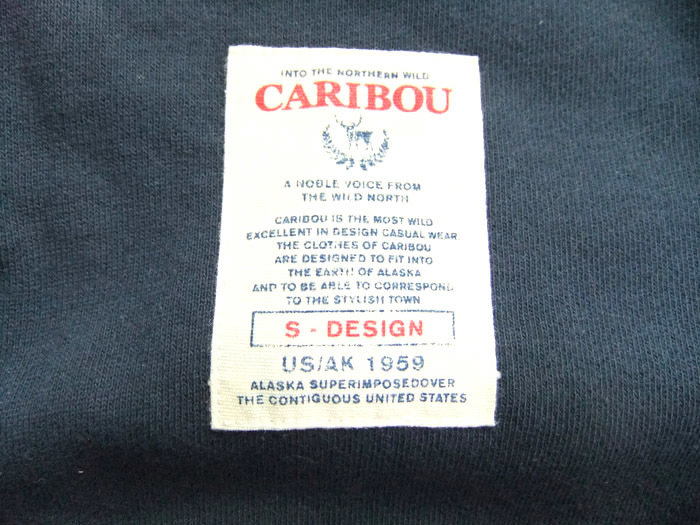 INTO THE NORTHERN WILD
CARIBOU
A NOBLE VOICE FROM
THE WILD NORTH
CARIBOU IS THE MOST WILD
EXCELLENT IN DESIGN CASUAL WEAR
THE CLOTHES OF CARIBOU
ARE DESIGNED TO FIT INTO
THE EARTH OF ALASKA
AND TO BE ABLE TO CORRESPOND
TO THE STYLISH TOWN
S - DESIGN
US/AK 1959
ALASKA SUPERIMPOSEDOVER
THE CONTIGUOUS UNITED STATES